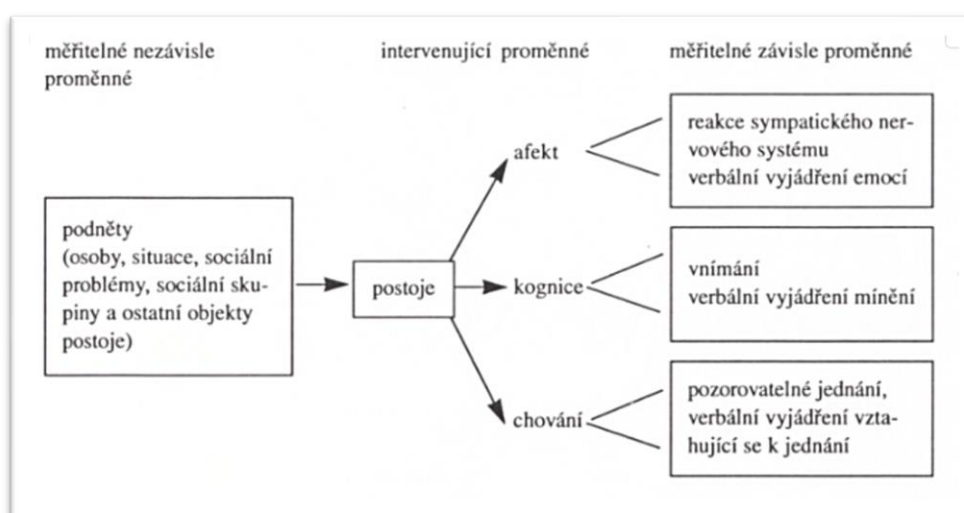 měřitelné nezávisle
proměnné
intervenující proměnné
měřitelné závisle proměnné
podněty
(osoby, situace, sociální
problémy, sociální sku-
piny a ostatní objekty
postoje)
postoje
afekt
kognice
chování
reakce sympatického ner-
vového systému
verbální vyjádření emocí
vnímání
verbální vyjádření mínění
pozorovatelné jednání,
verbální vyjádření vzta-
hující se k jednání